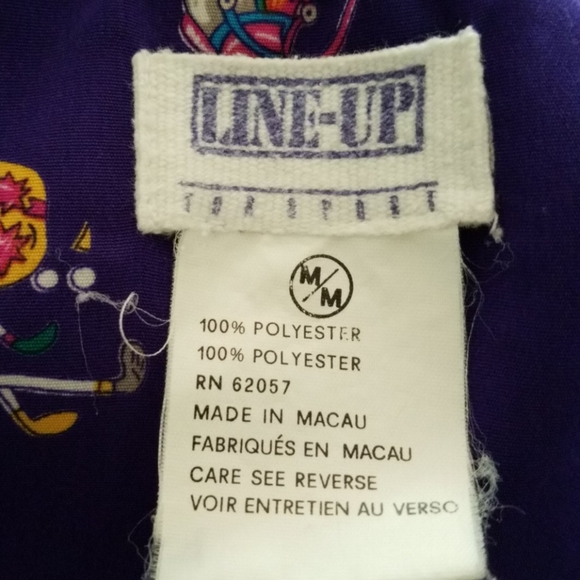 LINE-UP
FOR SPORT
M/M
100% POLYESTER
100% POLYESTER
RN 62057
MADE IN MACAU
FABRIQUÉS EN MACAU
CARE SEE REVERSE
VOIR ENTRETIEN AU VERSO